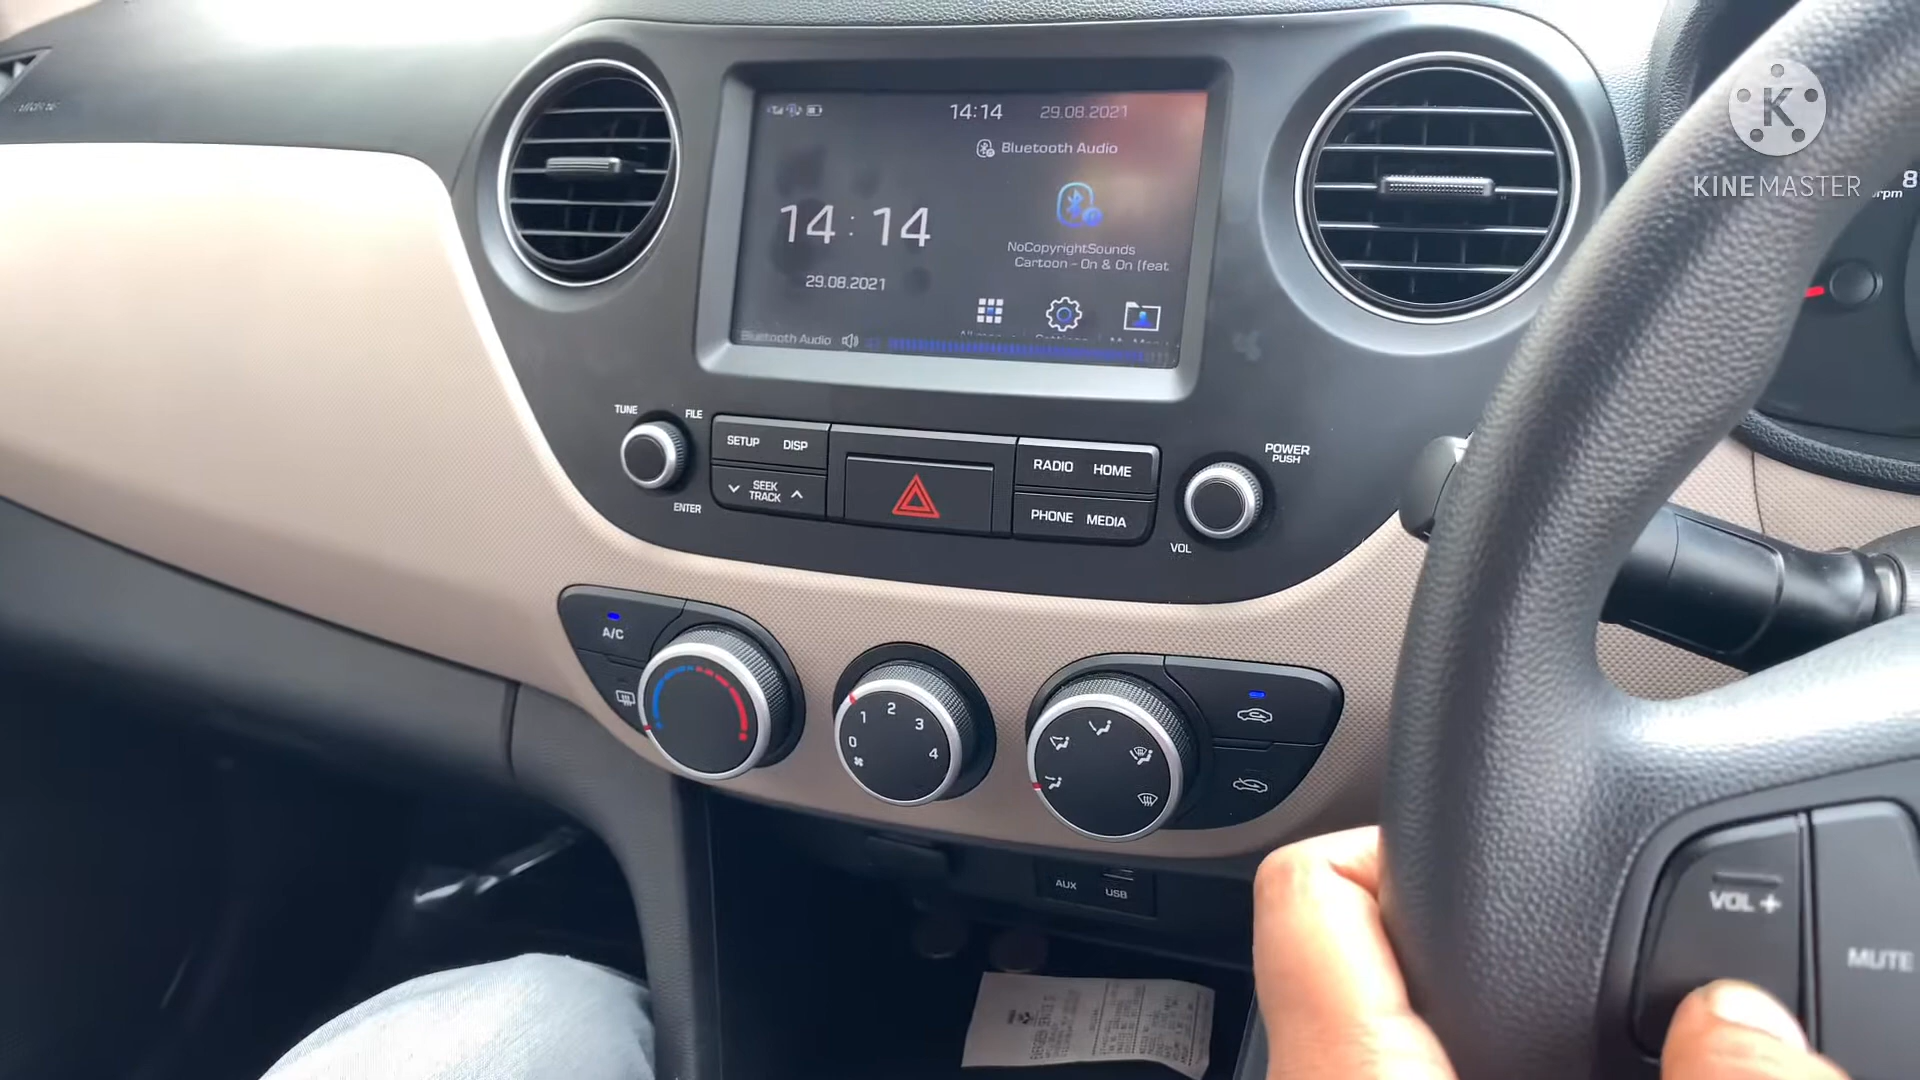 14:14 29.08.2021
Bluetooth Audio
14:14
29.08.2021
NoCopyrightSounds
Cartoon - On & On (feat
Bluetooth Audio
TUNE FILE
ENTER
SETUP DISP
SEEK
TRACK
RADIO HOME
PHONE MEDIA
POWER
PUSH
VOL
A/C
0 1 2 3 4
AUX USB
VOL +
MUTE
rpm 8
K
KINEMASTER